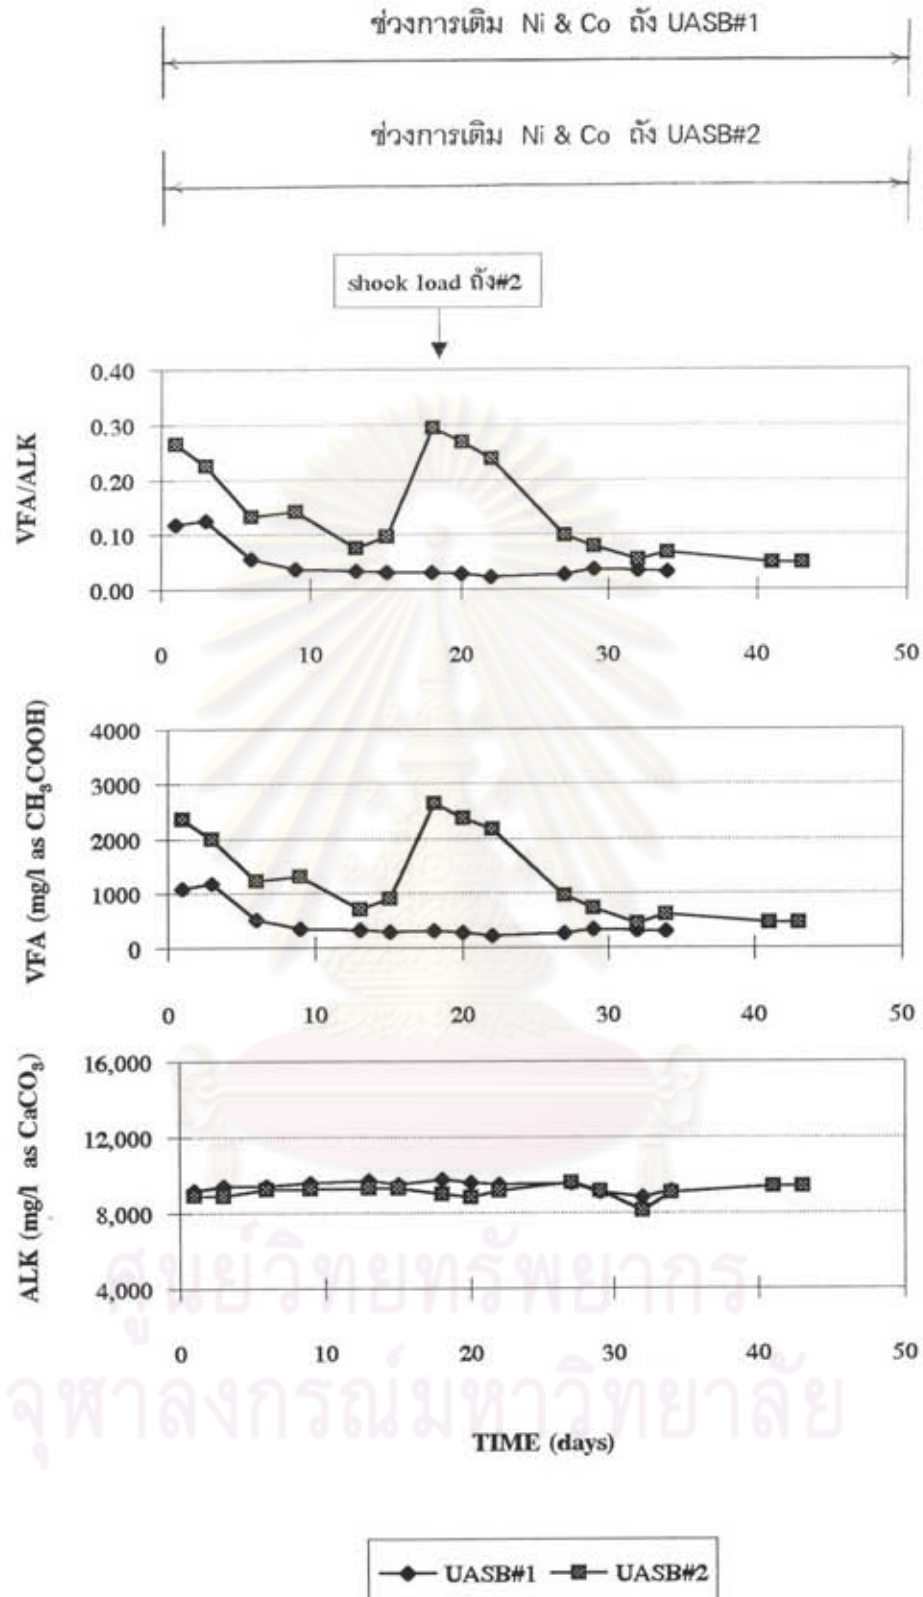 ช่วงการเติม Ni & Co ถัง UASB#1
ช่วงการเติม Ni & Co ถัง UASB#2
shock load ถัง#2
VFA/ALK
0.40
0.30
0.20
0.10
0.00
0 10 20 30 40 50
VFA (mg/l as CH₃COOH)
4000
3000
2000
1000
0
0 10 20 30 40 50
ALK (mg/l as CaCO₃)
16,000
12,000
8,000
4,000
0 10 20 30 40 50
ศูนย์วิทยทรัพยากร
จุฬาลงกรณ์มหาวิทยาลัย
TIME (days)
UASB#1 UASB#2